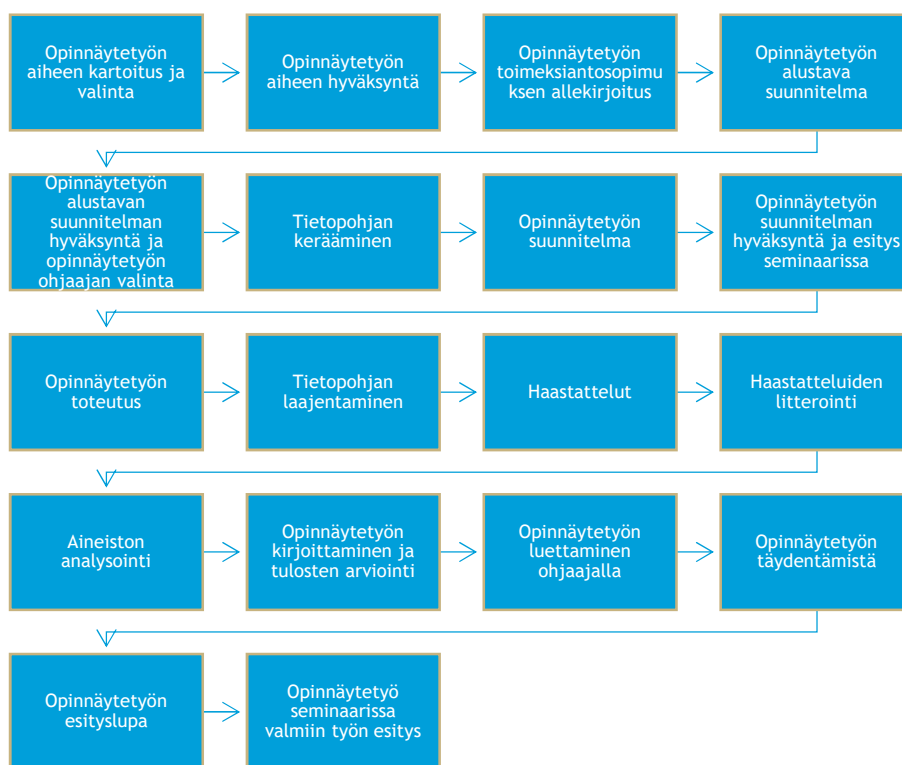 Opinnäytetyön
aiheen kartoitus ja
valinta
Opinnäytetyön
aiheen hyväksyntä
Opinnäytetyön
toimeksiantosopimu
ksen allekirjoitus
Opinnäytetyön
alustava
suunnitelma
Opinnäytetyön
alustavan
suunnitelman
hyväksyntä ja
opinnäytetyön
ohjaajan valinta
Tietopohjan
kerääminen
Opinnäytetyön
suunnitelma
Opinnäytetyön
suunnitelman
hyväksyntä ja esitys
seminaarissa
Opinnäytetyön
toteutus
Tietopohjan
laajentaminen
Haastattelut
Haastatteluiden
litterointi
Aineiston
analysointi
Opinnäytetyön
kirjoittaminen ja
tulosten arviointi
Opinnäytetyön
luettaminen
ohjaajalla
Opinnäytetyön
täydentämistä
Opinnäytetyön
esityslupa
Opinnäytetyö
seminaarissa
valmiin työn esitys